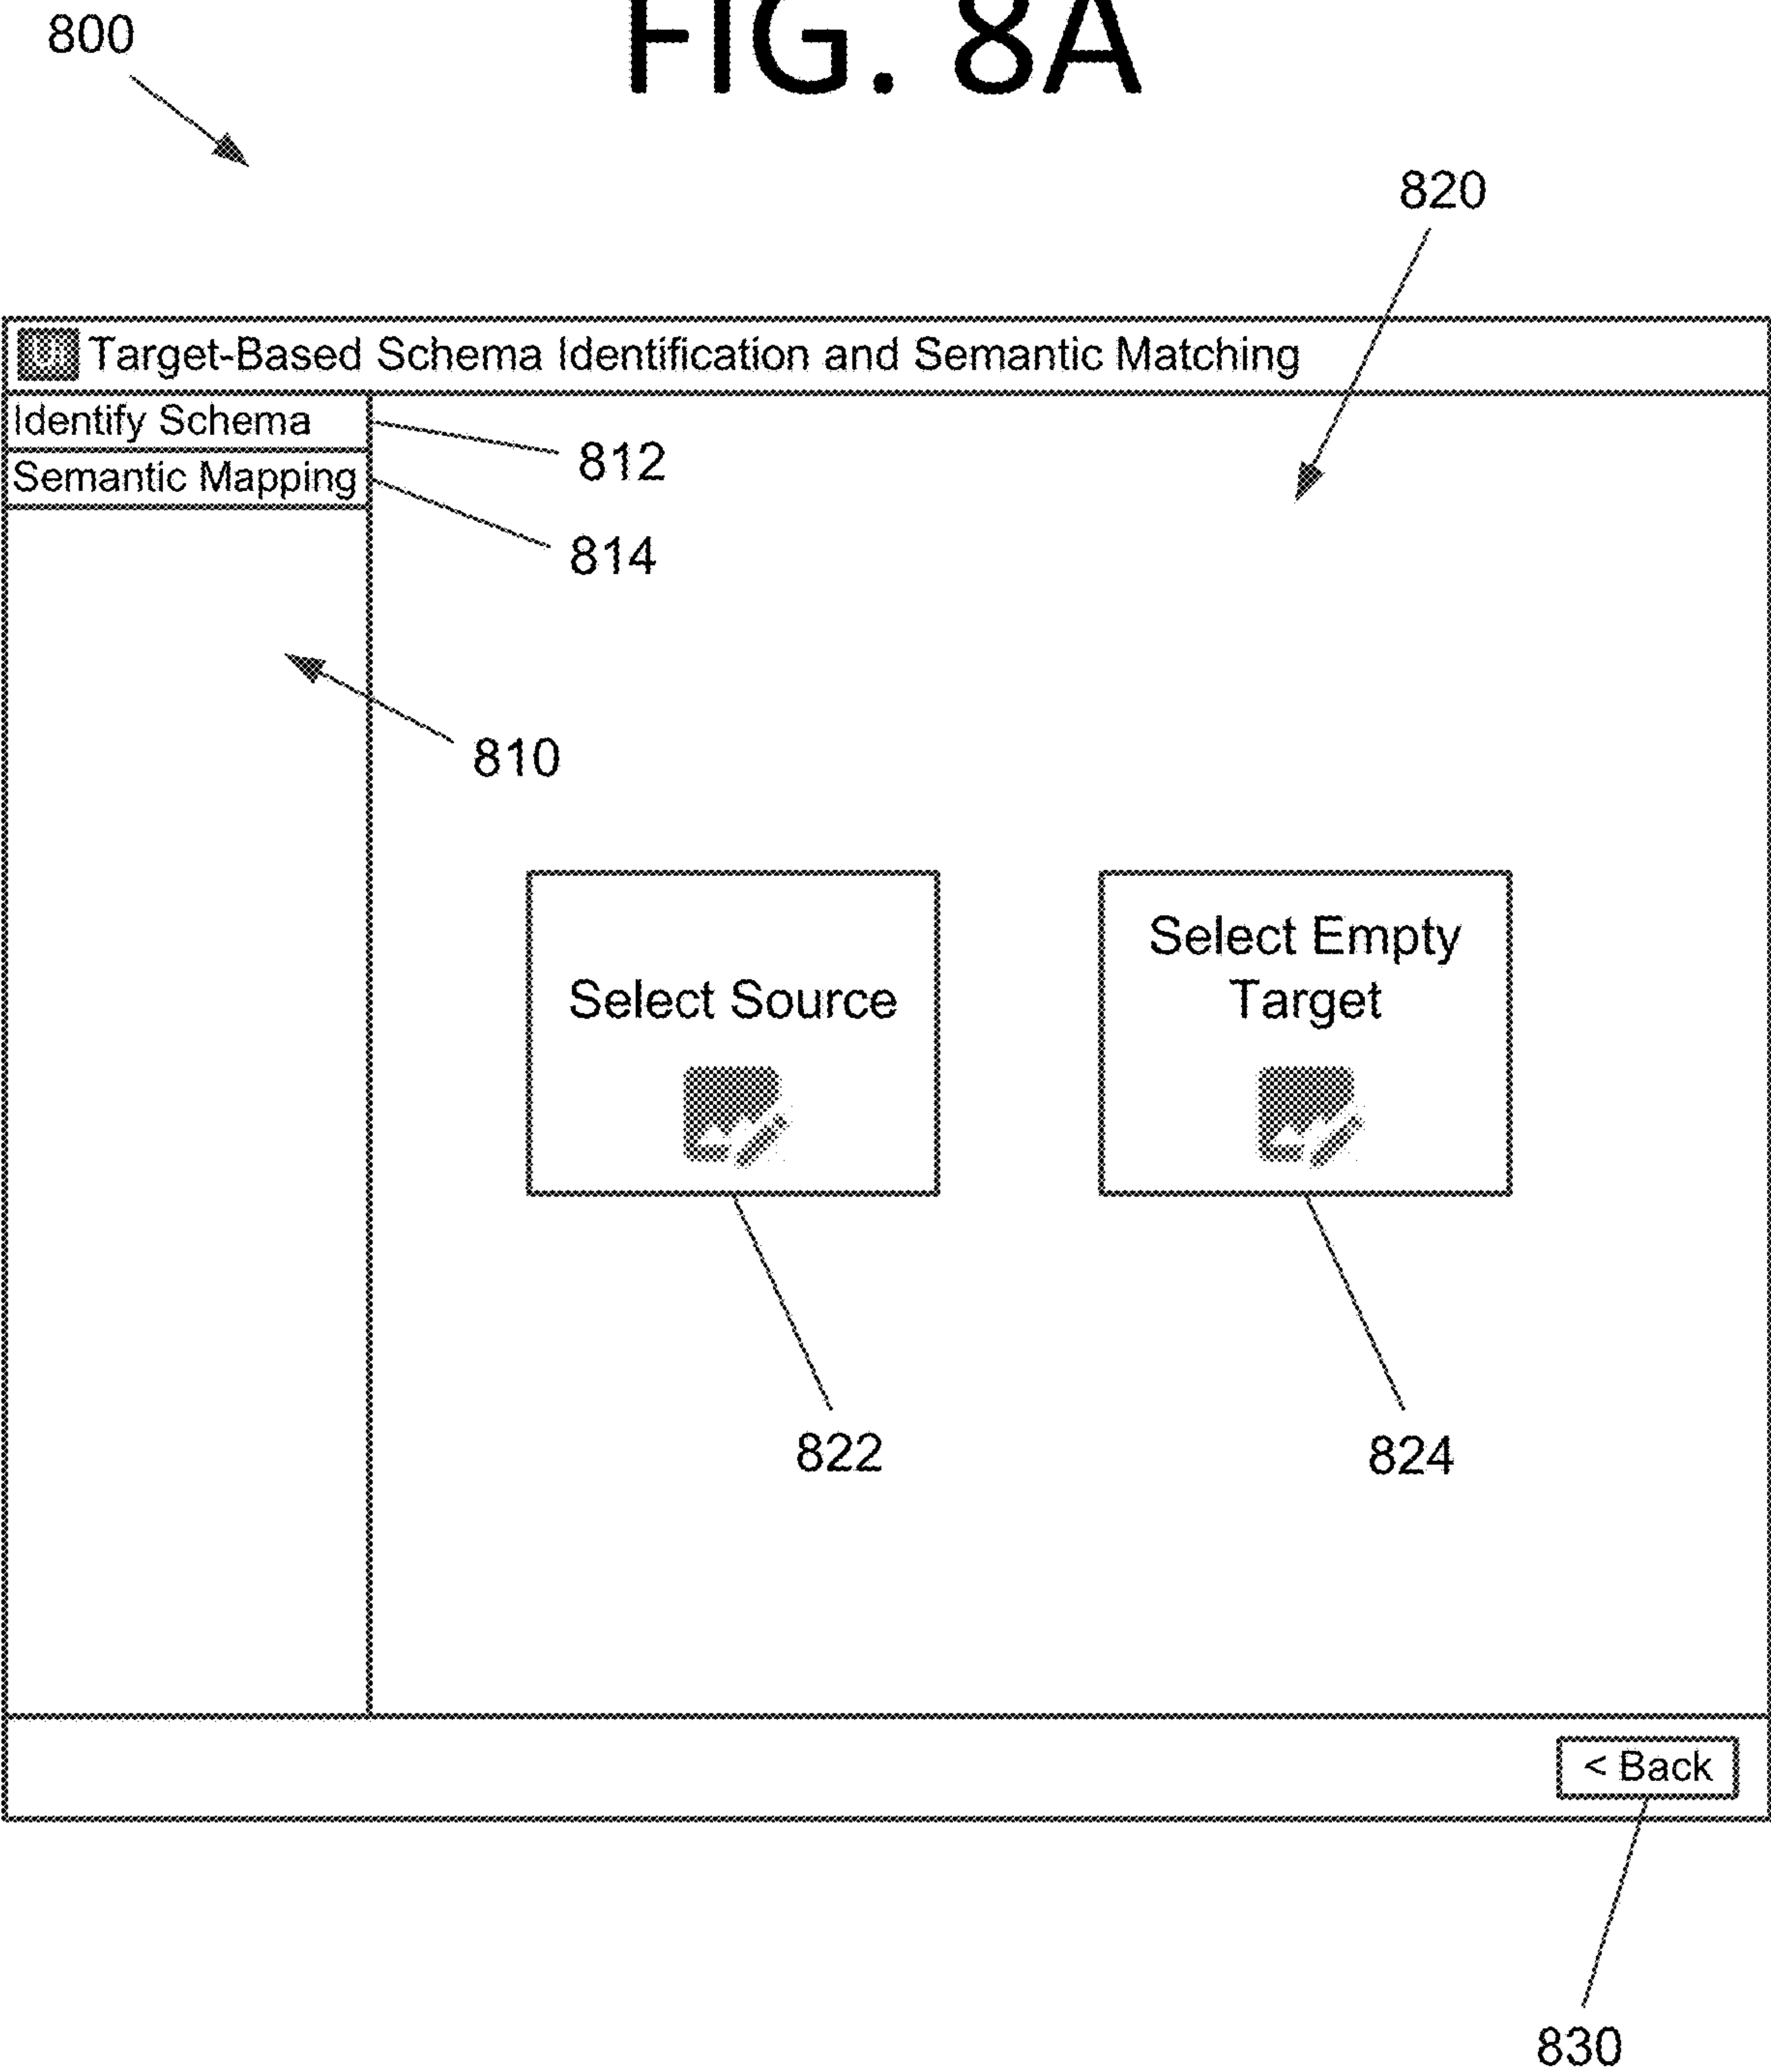 FIG. 8A
800
820
Target-Based Schema Identification and Semantic Matching
Identify Schema
812
Semantic Mapping
814
810
Select Source
Select Empty
Target
822
824
< Back
830